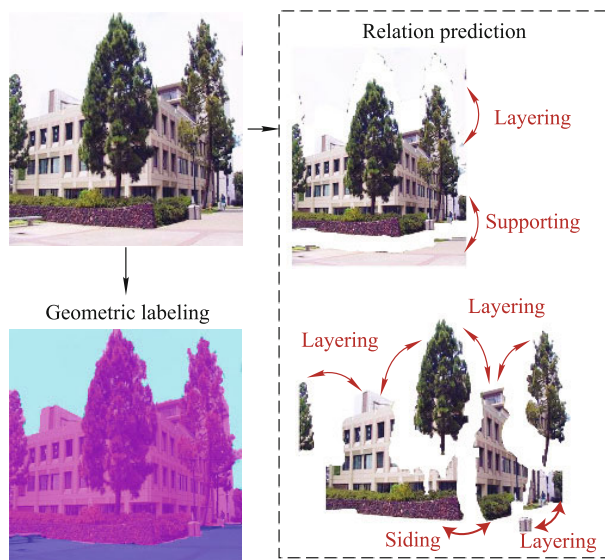 Relation prediction
Layering
Supporting
Geometric labeling
Layering
Layering
Siding
Layering